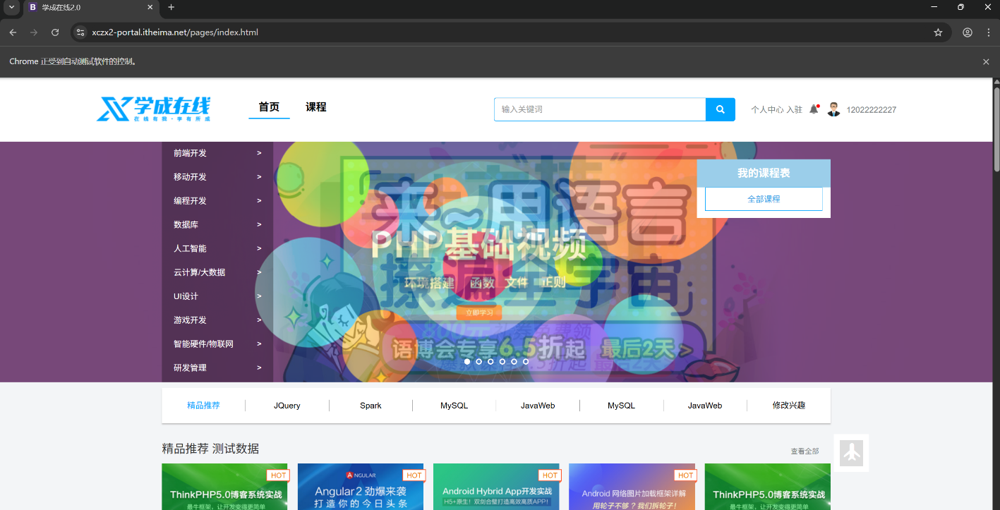 学成在线2.0
xczx2-portal.itheima.net/pages/index.html
Chrome 正受到自动测试软件的控制。
学成在线
在线有我·学有所成
首页 课程
输入关键词
个人中心 入驻 12022222227
前端开发 >
移动开发 >
编程开发 >
数据库 >
人工智能 >
云计算/大数据 >
UI设计 >
游戏开发 >
智能硬件/物联网 >
研发管理 >
来~用语言
PHP基础视频
环境搭建 函数 文件 正则
撩遍全宇宙
立即学习
语博会专享6.5折起 最后2天>
我的课程表
全部课程
精品推荐 JQuery Spark MySQL JavaWeb MySQL JavaWeb 修改兴趣
精品推荐 测试数据
查看全部
HOT
ThinkPHP5.0博客系统实战
最牛框架，让开发变得更简单
HOT
ANGULAR
Angular2 劲爆来袭
打造你的今日头条
HOT
Android Hybrid App开发实战
H5+原生！双剑合璧打造高效高质APP！
HOT
Android 网络图片加载框架详解
用轮子不够？我们拆轮子！
HOT
ThinkPHP5.0博客系统实战
最牛框架，让开发变得更简单